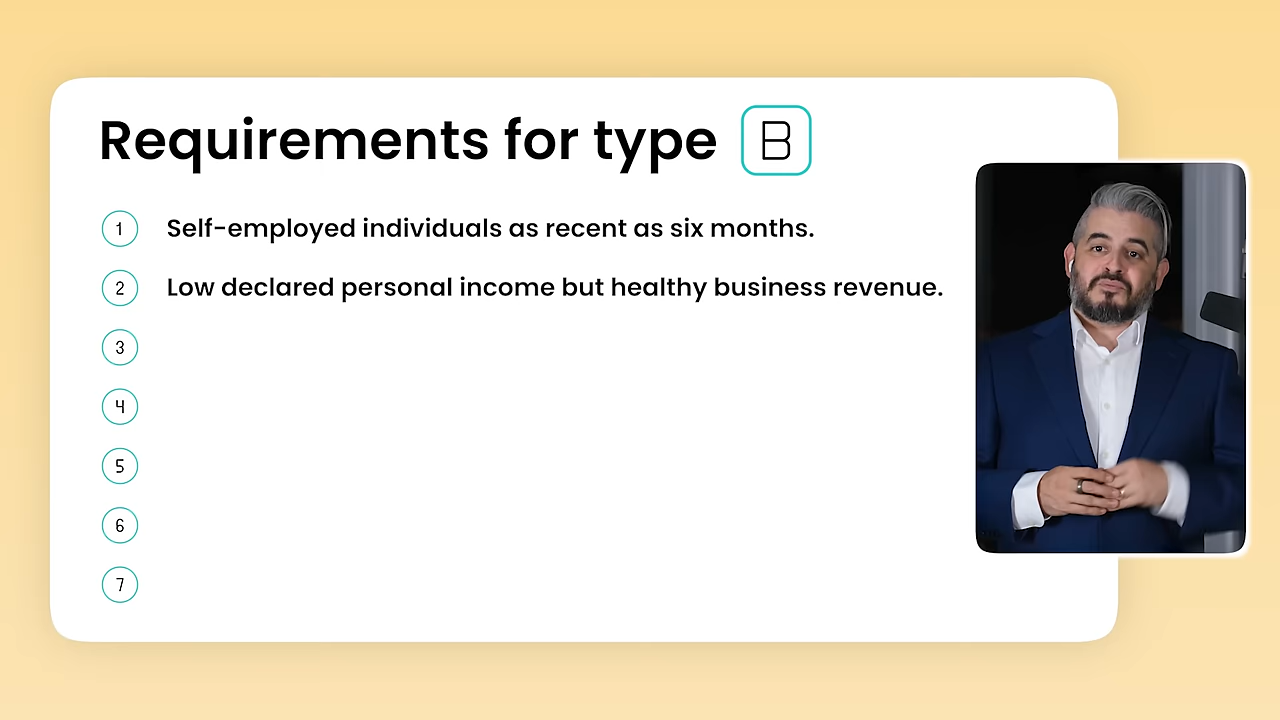 Requirements for type B
1 Self-employed individuals as recent as six months.
2 Low declared personal income but healthy business revenue.
3
4
5
6
7